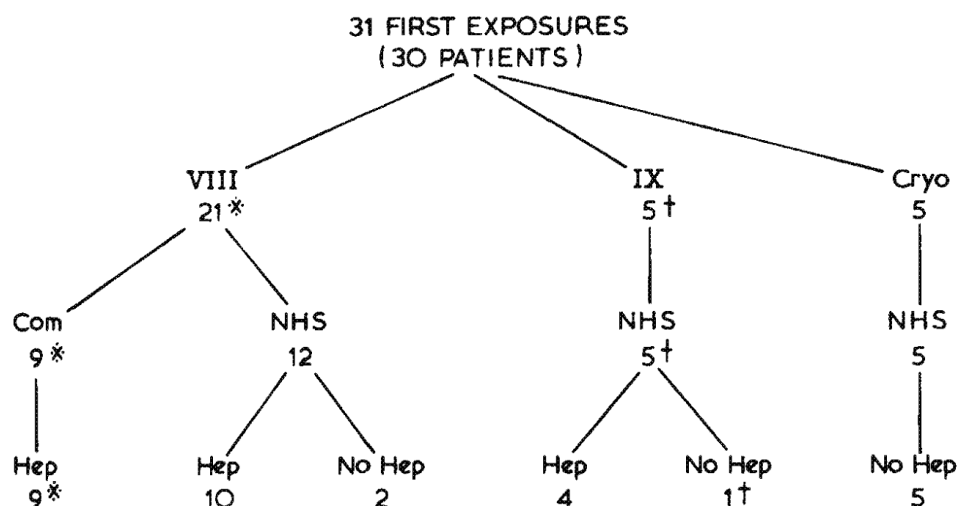 31 FIRST EXPOSURES
(30 PATIENTS)
VIII IX Cryo
21※ 5† 5
Com NHS NHS NHS
9※ 12 5† 5
Hep Hep No Hep Hep No Hep No Hep
9※ 10 2 4 1† 5